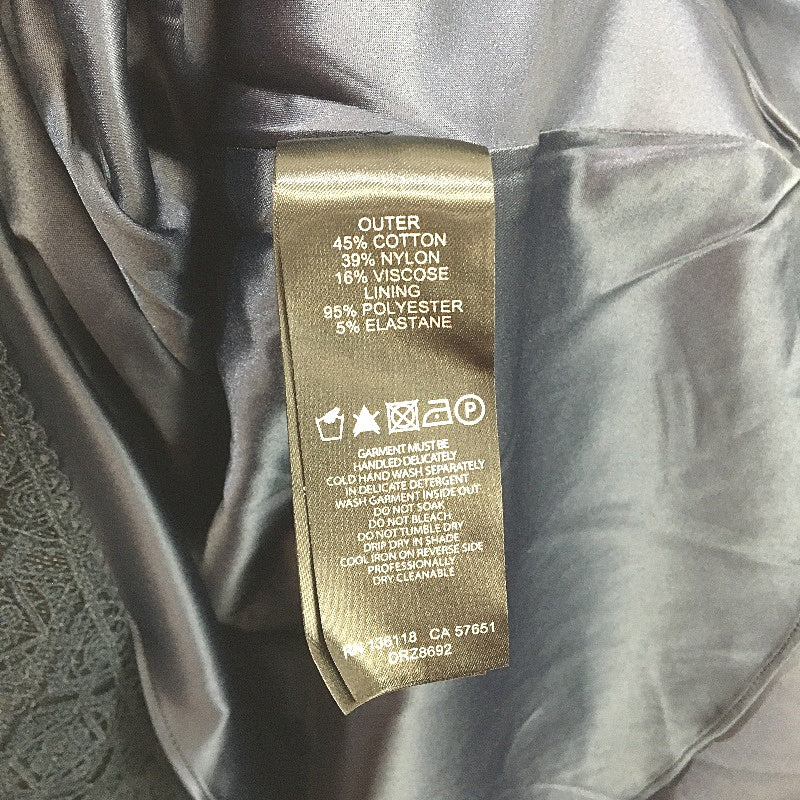 OUTER
45% COTTON
39% NYLON
16% VISCOSE
LINING
95% POLYESTER
5% ELASTANE
P
GARMENT MUST BE
HANDLED DELICATELY
COLD HAND WASH SEPARATELY
IN DELICATE DETERGENT
WASH GARMENT INSIDE OUT
DO NOT SOAK
DO NOT BLEACH
DO NOT TUMBLE DRY
DRIP DRY IN SHADE
COOL IRON ON REVERSE SIDE
PROFESSIONALLY
DRY CLEANABLE
RN 136118 CA 57651
DRZ8692